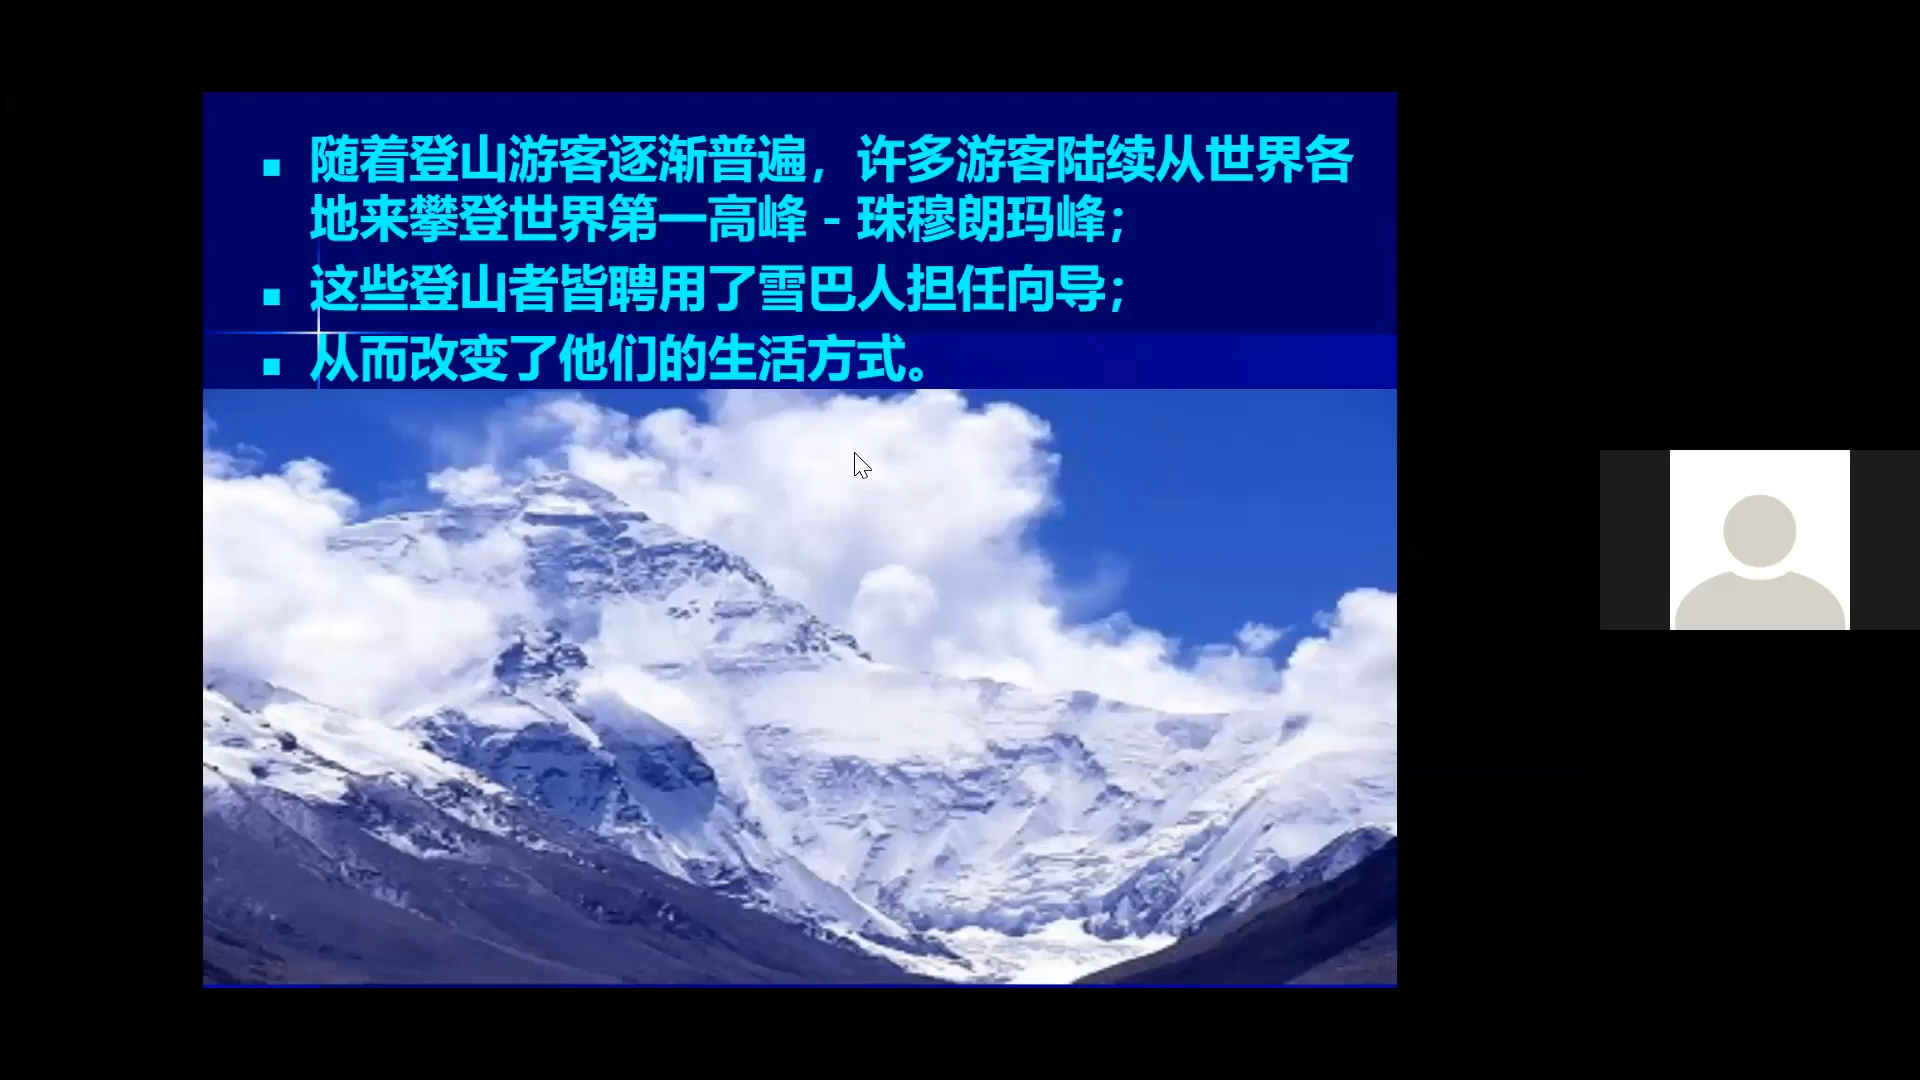 ▪ 随着登山游客逐渐普遍，许多游客陆续从世界各
地来攀登世界第一高峰 - 珠穆朗玛峰；
▪ 这些登山者皆聘用了雪巴人担任向导；
▪ 从而改变了他们的生活方式。